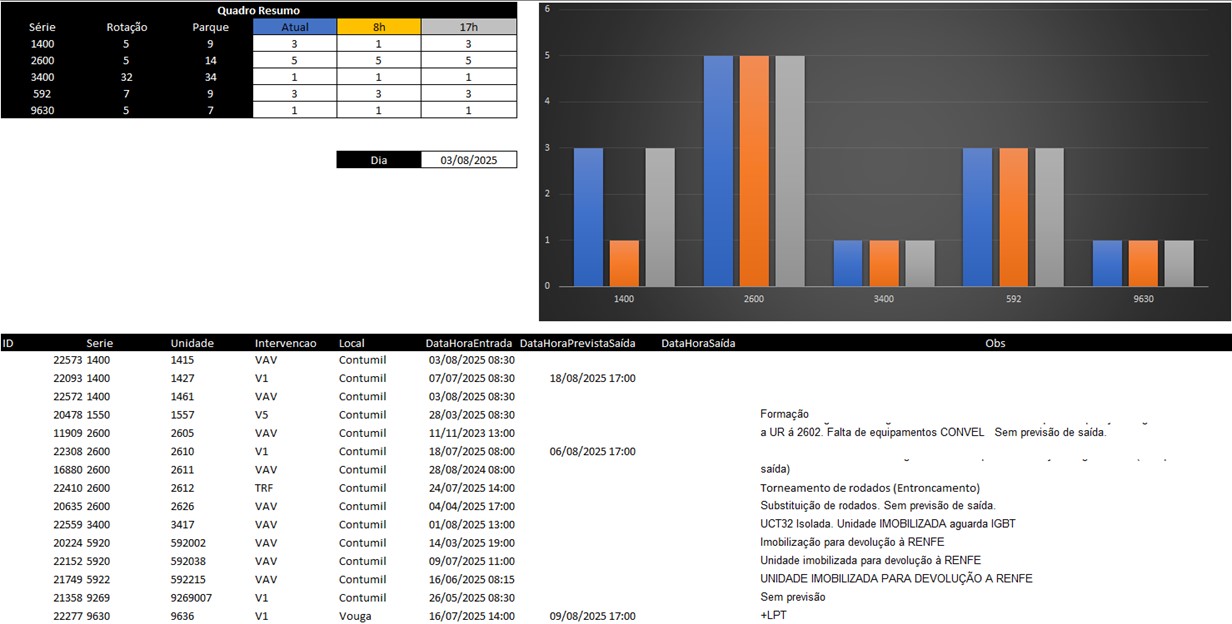 Quadro Resumo
Série Rotação Parque Atual 8h 17h
1400 5 9 3 1 3
2600 5 14 5 5 5
3400 32 34 1 1 1
592 7 9 3 3 3
9630 5 7 1 1 1
Dia 03/08/2025
6
5
4
3
2
1
0
1400 2600 3400 592 9630
ID Serie Unidade Intervencao Local DataHoraEntrada DataHoraPrevistaSaída DataHoraSaída Obs
22573 1400 1415 VAV Contumil 03/08/2025 08:30
22093 1400 1427 V1 Contumil 07/07/2025 08:30 18/08/2025 17:00
22572 1400 1461 VAV Contumil 03/08/2025 08:30
20478 1550 1557 V5 Contumil 28/03/2025 08:30 Formação
11909 2600 2605 VAV Contumil 11/11/2023 13:00 a UR á 2602. Falta de equipamentos CONVEL Sem previsão de saída.
22308 2600 2610 V1 Contumil 18/07/2025 08:00 06/08/2025 17:00
16880 2600 2611 VAV Contumil 28/08/2024 08:00 saída)
22410 2600 2612 TRF Contumil 24/07/2025 14:00 Torneamento de rodados (Entroncamento)
20635 2600 2626 VAV Contumil 04/04/2025 17:00 Substituição de rodados. Sem previsão de saída.
22559 3400 3417 VAV Contumil 01/08/2025 13:00 UCT32 Isolada. Unidade IMOBILIZADA aguarda IGBT
20224 5920 592002 VAV Contumil 14/03/2025 19:00 Imobilização para devolução à RENFE
22152 5920 592038 VAV Contumil 09/07/2025 11:00 Unidade imobilizada para devolução à RENFE
21749 5922 592215 VAV Contumil 16/06/2025 08:15 UNIDADE IMOBILIZADA PARA DEVOLUÇÃO A RENFE
21358 9269 9269007 V1 Contumil 26/05/2025 08:30 Sem previsão
22277 9630 9636 V1 Vouga 16/07/2025 14:00 09/08/2025 17:00 +LPT